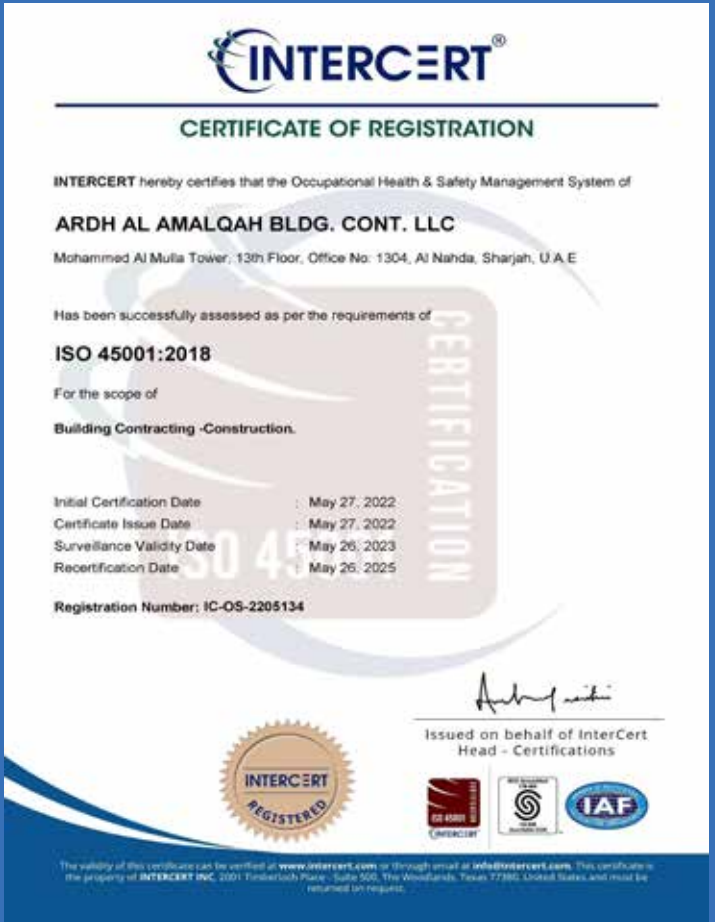 INTERCERT®
CERTIFICATE OF REGISTRATION
INTERCERT hereby certifies that the Occupational Health & Safety Management System of
ARDH AL AMALQAH BLDG. CONT. LLC
Mohammed Al Mulla Tower, 13th Floor, Office No: 1304, Al Nahda, Sharjah, U.A.E
Has been successfully assessed as per the requirements of
ISO 45001:2018
For the scope of
Building Contracting -Construction.
Initial Certification Date : May 27, 2022
Certificate Issue Date : May 27, 2022
Surveillance Validity Date : May 26, 2023
Recertification Date : May 26, 2025
Registration Number: IC-OS-2205134
CERTIFICATION
ISO 45001
Issued on behalf of InterCert
Head - Certifications
INTERCERT
REGISTERED
ISO 45001
INTERCERT
IAF
The validity of this certificate can be verified at www.intercert.com or through email at info@intercert.com. This certificate is
the property of INTERCERT INC, 2001 Timberloch Place - Suite 500, The Woodlands, Texas 77380, United States and must be
returned on request.